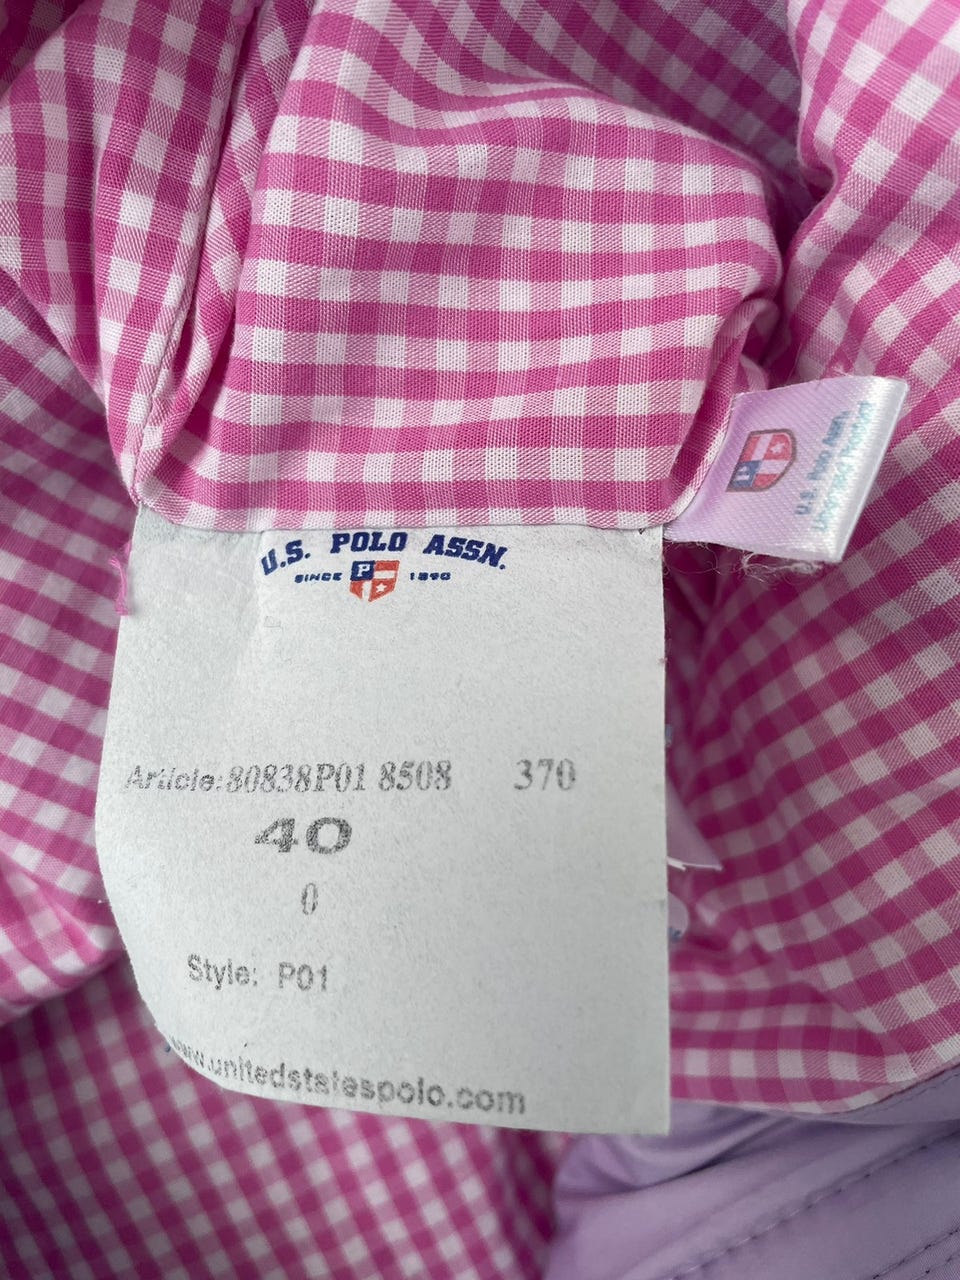 U.S. POLO ASSN.
SINCE P 1890
Article: 80838P01 8508 370
40
0
Style: P01
www.unitedstatespolo.com
U.S. POLO ASSN.